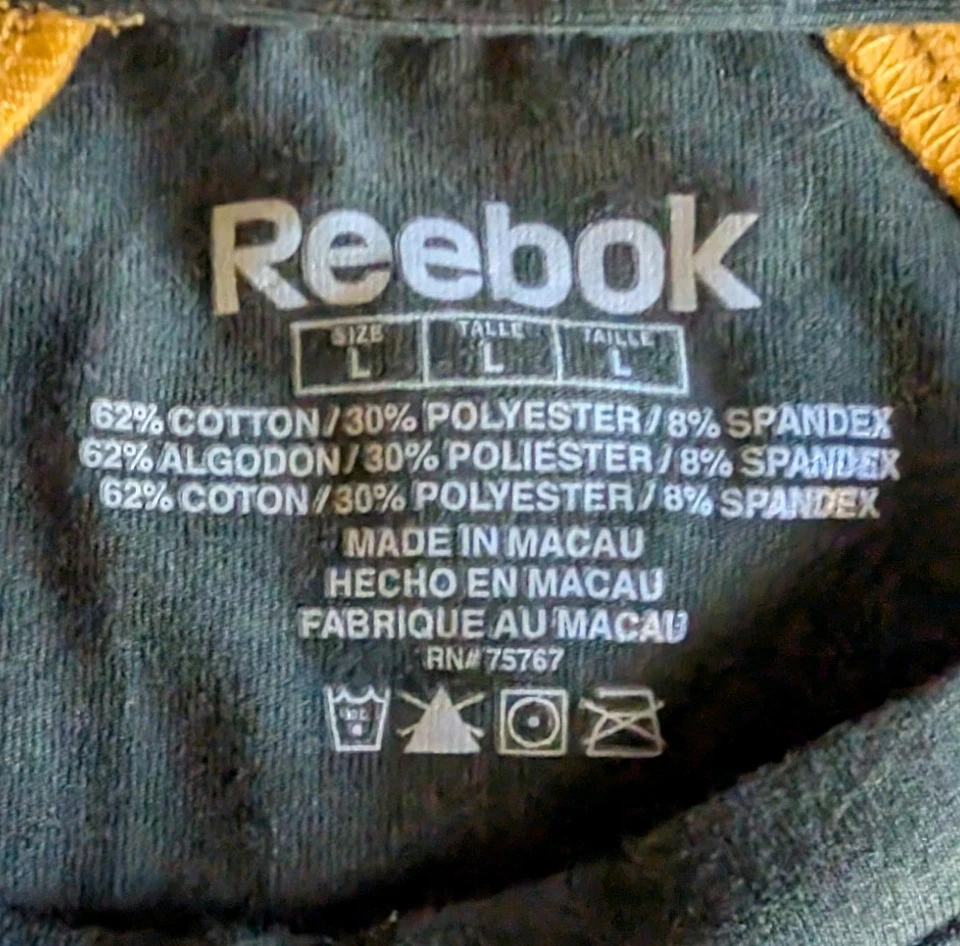 Reebok
SIZE TALLE TAILLE
L L L
62% COTTON / 30% POLYESTER / 8% SPANDEX
62% ALGODON / 30% POLIESTER / 8% SPANDEX
62% COTON / 30% POLYESTER / 8% SPANDEX
MADE IN MACAU
HECHO EN MACAU
FABRIQUE AU MACAU
RN# 75767